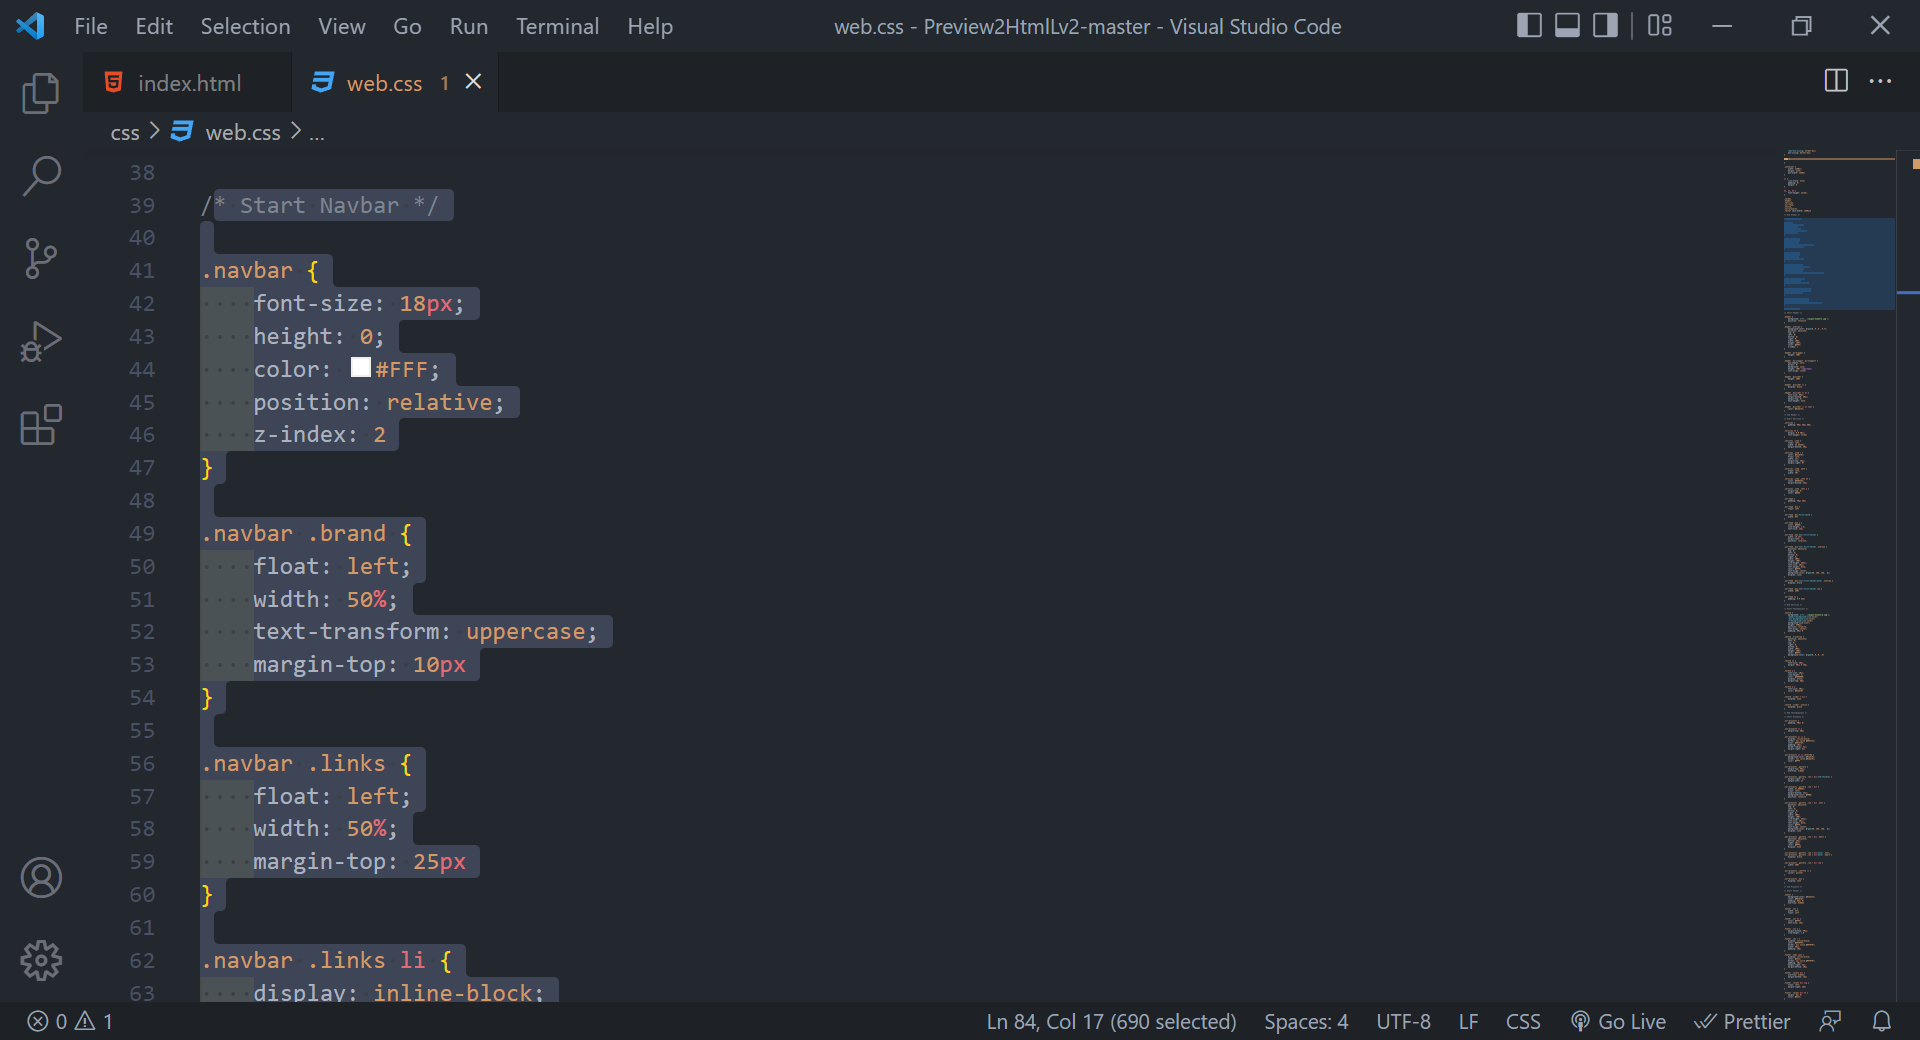 File Edit Selection View Go Run Terminal Help web.css - Preview2HtmlLv2-master - Visual Studio Code
index.html web.css 1
css > web.css > ...
38
39 /* Start Navbar */
40
41 .navbar {
42 font-size: 18px;
43 height: 0;
44 color: #FFF;
45 position: relative;
46 z-index: 2
47 }
48
49 .navbar .brand {
50 float: left;
51 width: 50%;
52 text-transform: uppercase;
53 margin-top: 10px
54 }
55
56 .navbar .links {
57 float: left;
58 width: 50%;
59 margin-top: 25px
60 }
61
62 .navbar .links li {
63 display: inline-block;
0 1 Ln 84, Col 17 (690 selected) Spaces: 4 UTF-8 LF CSS Go Live Prettier